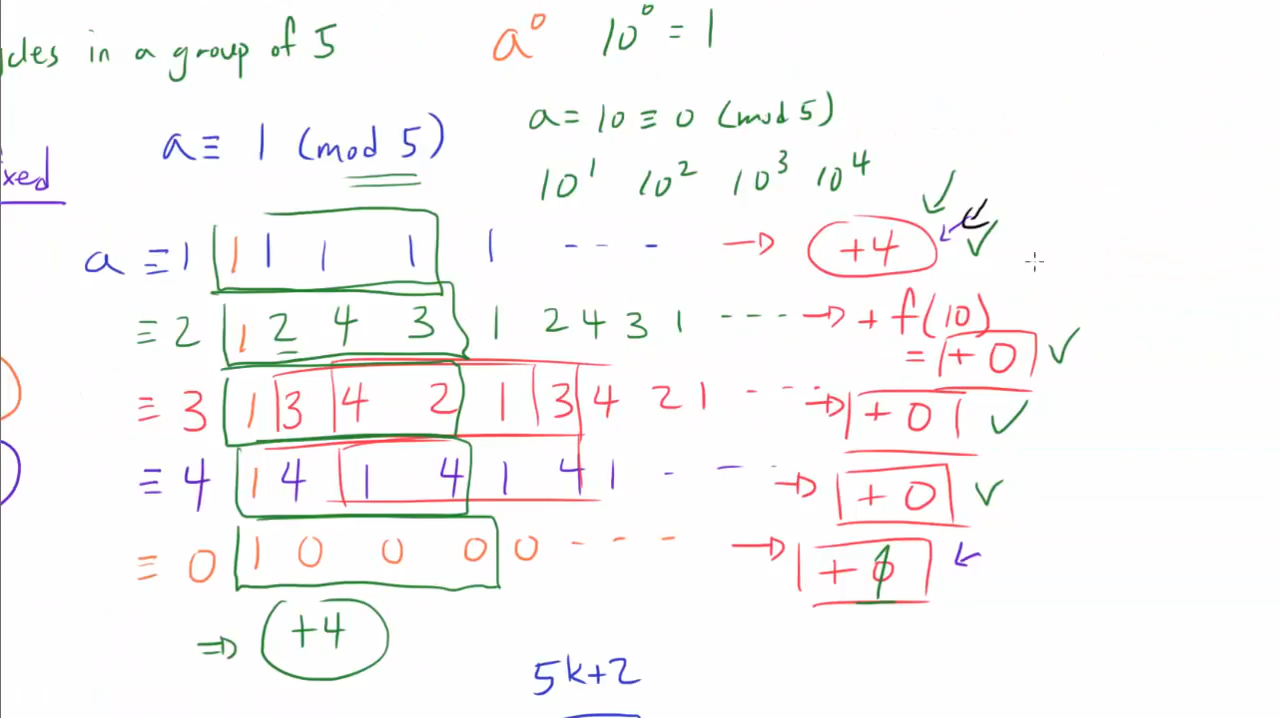 in a group of 5
a⁰ 10⁰ = 1
a = 10 ≡ 0 (mod 5)
a ≡ 1 (mod 5)
10¹ 10² 10³ 10⁴
xed
a ≡ 1 1 1 1 1 1 - - - → +4
≡ 2 1 2 4 3 1 2 4 3 1 - - - → + f(10)
= + 0
≡ 3 1 3 4 2 1 3 4 2 1 - - - → + 0
≡ 4 1 4 1 4 1 4 1 - - - → + 0
≡ 0 1 0 0 0 0 - - - → +
⇒ +4
5k+2